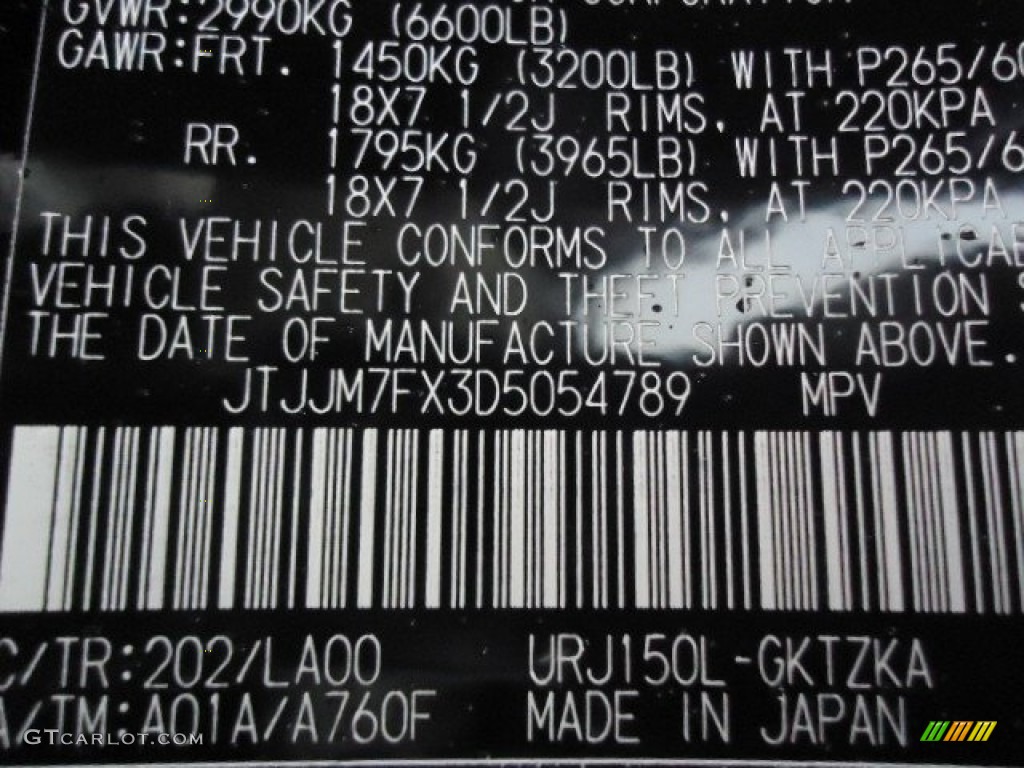 GVWR:2990KG (6600LB)
GAWR:FRT. 1450KG (3200LB) WITH P265/60
18X7 1/2J RIMS, AT 220KPA
RR. 1795KG (3965LB) WITH P265/6
18X7 1/2J RIMS, AT 220KPA
THIS VEHICLE CONFORMS TO ALL APPLICAB
VEHICLE SAFETY AND THEFT PREVENTION S
THE DATE OF MANUFACTURE SHOWN ABOVE.
JTJJM7FX3D5054789 MPV
C/TR:202/LA00 URJ150L-GKTZKA
A/TM:A01A/A760F MADE IN JAPAN
GTCarLot.com